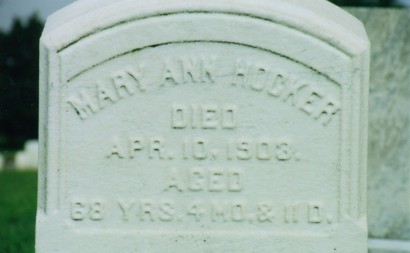 MARY ANN HOCKER
DIED
APR. 10, 1903.
AGED
68 YRS. 4 MO. & 11 D.